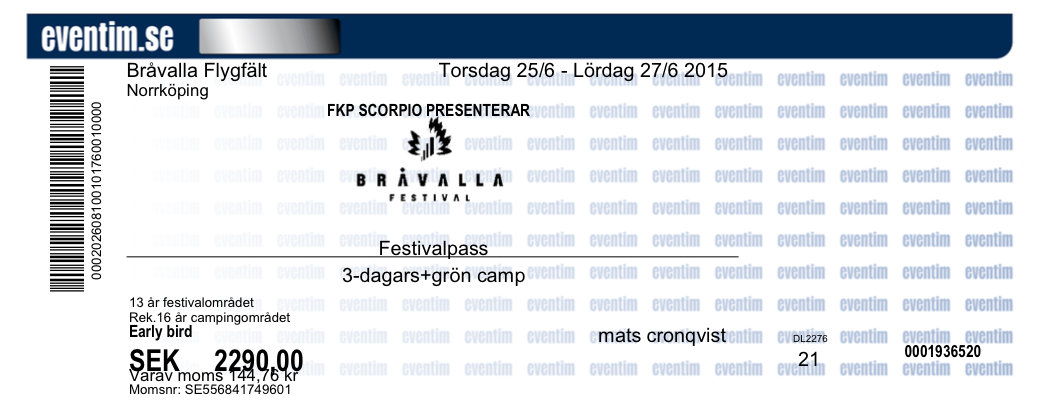 eventim.se
Bråvalla Flygfält
Torsdag 25/6 - Lördag 27/6 2015
Norrköping
FKP SCORPIO PRESENTERAR
BRÅVALLA
FESTIVAL
Festivalpass
3-dagars+grön camp
13 år festivalområdet
Rek.16 år campingområdet
Early bird
mats cronqvist
DL2276
21
0001936520
SEK 2290,00
Varav moms 144,76 kr
Momsnr: SE556841749601
0002002608100100101760010000